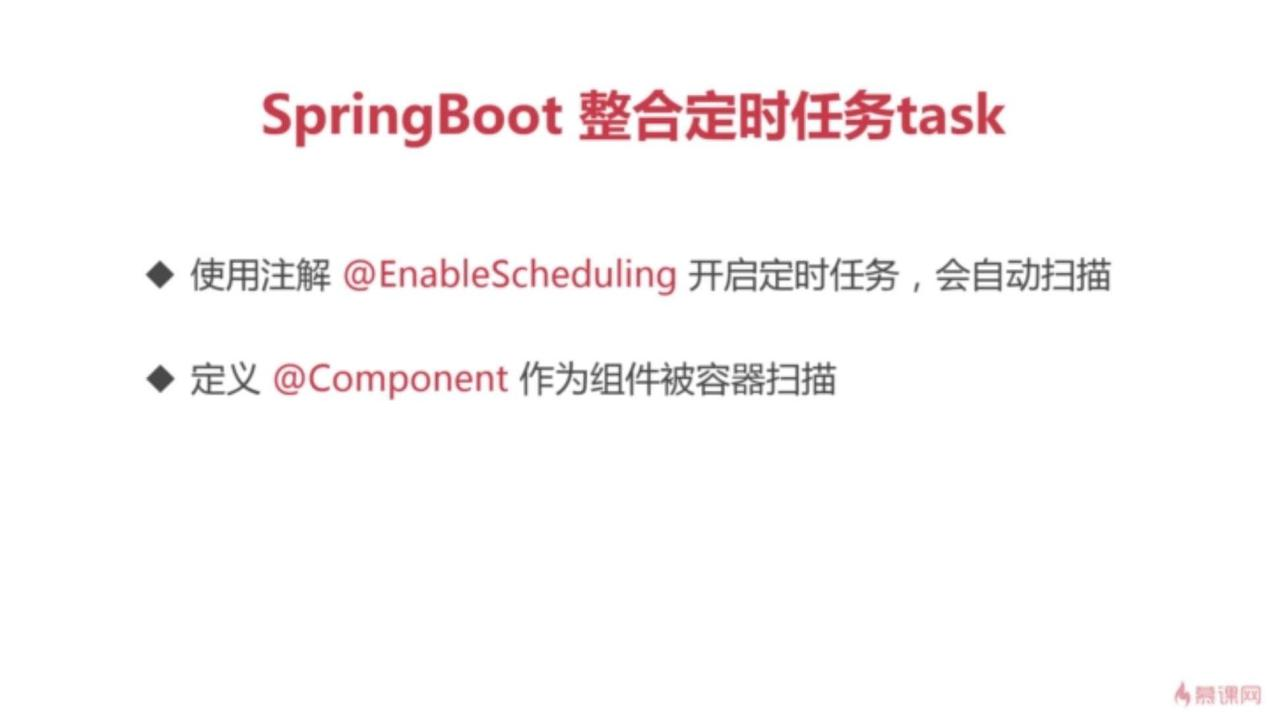 SpringBoot 整合定时任务task
◆ 使用注解 @EnableScheduling 开启定时任务，会自动扫描
◆ 定义 @Component 作为组件被容器扫描
慕课网